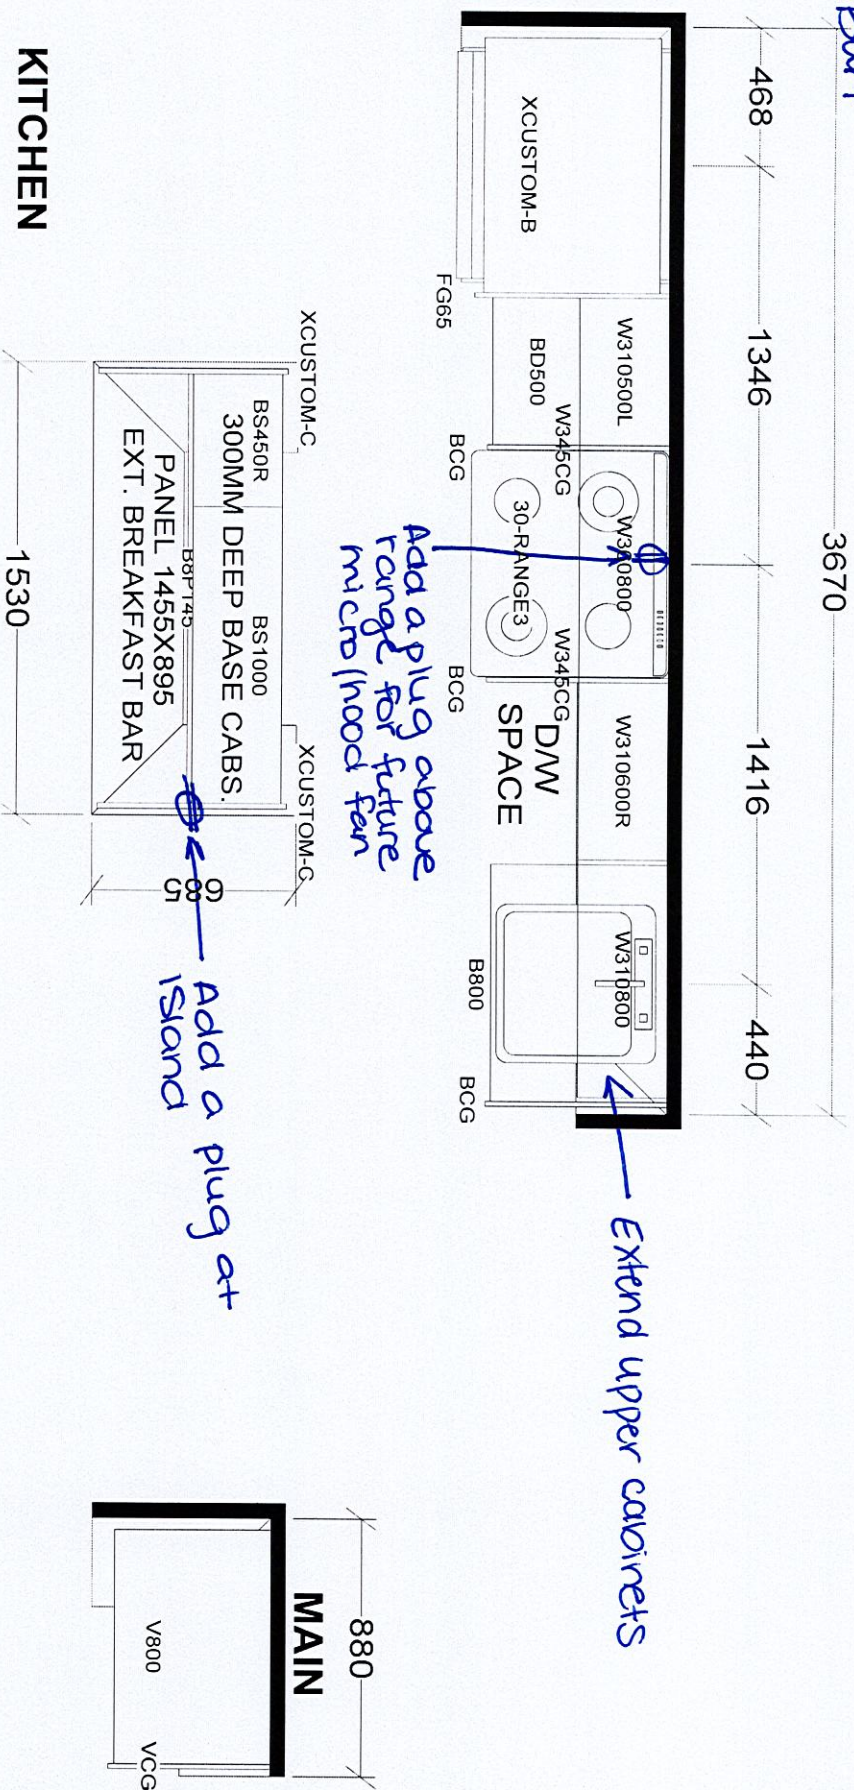 3670
468
1346
1416
440
XCUSTOM-B
W310500L
W310600R
W310800
W345CG
W345CG
BD500
30-RANGE3
D/W
SPACE
FG65
BCG
BCG
B800
BCG
Add a plug above
range for future
micro/hood fan
Extend upper cabinets
XCUSTOM-C
XCUSTOM-C
BS450R
BS1000
300MM DEEP BASE CABS.
PANEL 1455X895
EXT. BREAKFAST BAR
685
Add a plug at
island
1530
KITCHEN
880
MAIN
V800
VCG